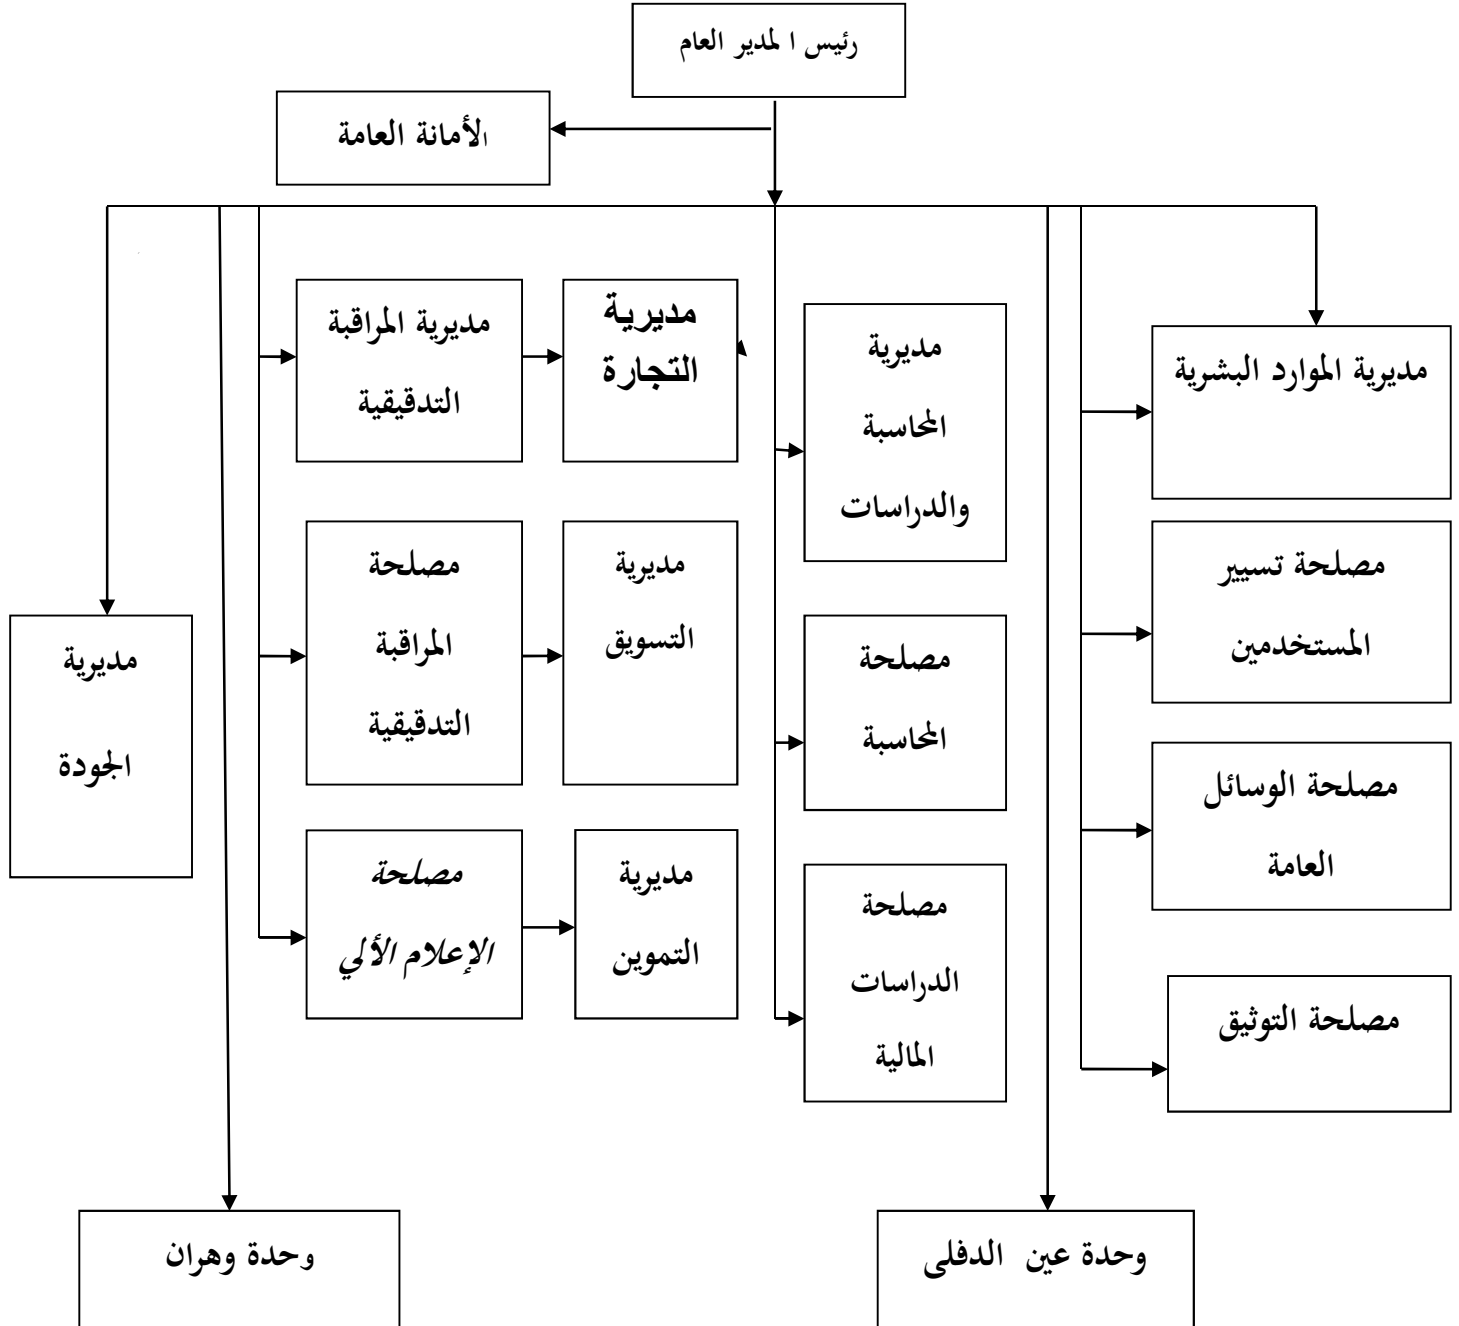 رئيس ا لمدير العام
الأمانة العامة
مديرية الموارد البشرية
مصلحة تسيير
المستخدمين
مصلحة الوسائل
العامة
مصلحة التوثيق
مديرية
المحاسبة
والدراسات
مصلحة
المحاسبة
مصلحة
الدراسات
المالية
مديرية
التجارة
مديرية
التسويق
مديرية
التموين
مديرية المراقبة
التدقيقية
مصلحة
المراقبة
التدقيقية
مصلحة
الإعلام الألي
مديرية
الجودة
وحدة عين الدفلى
وحدة وهران